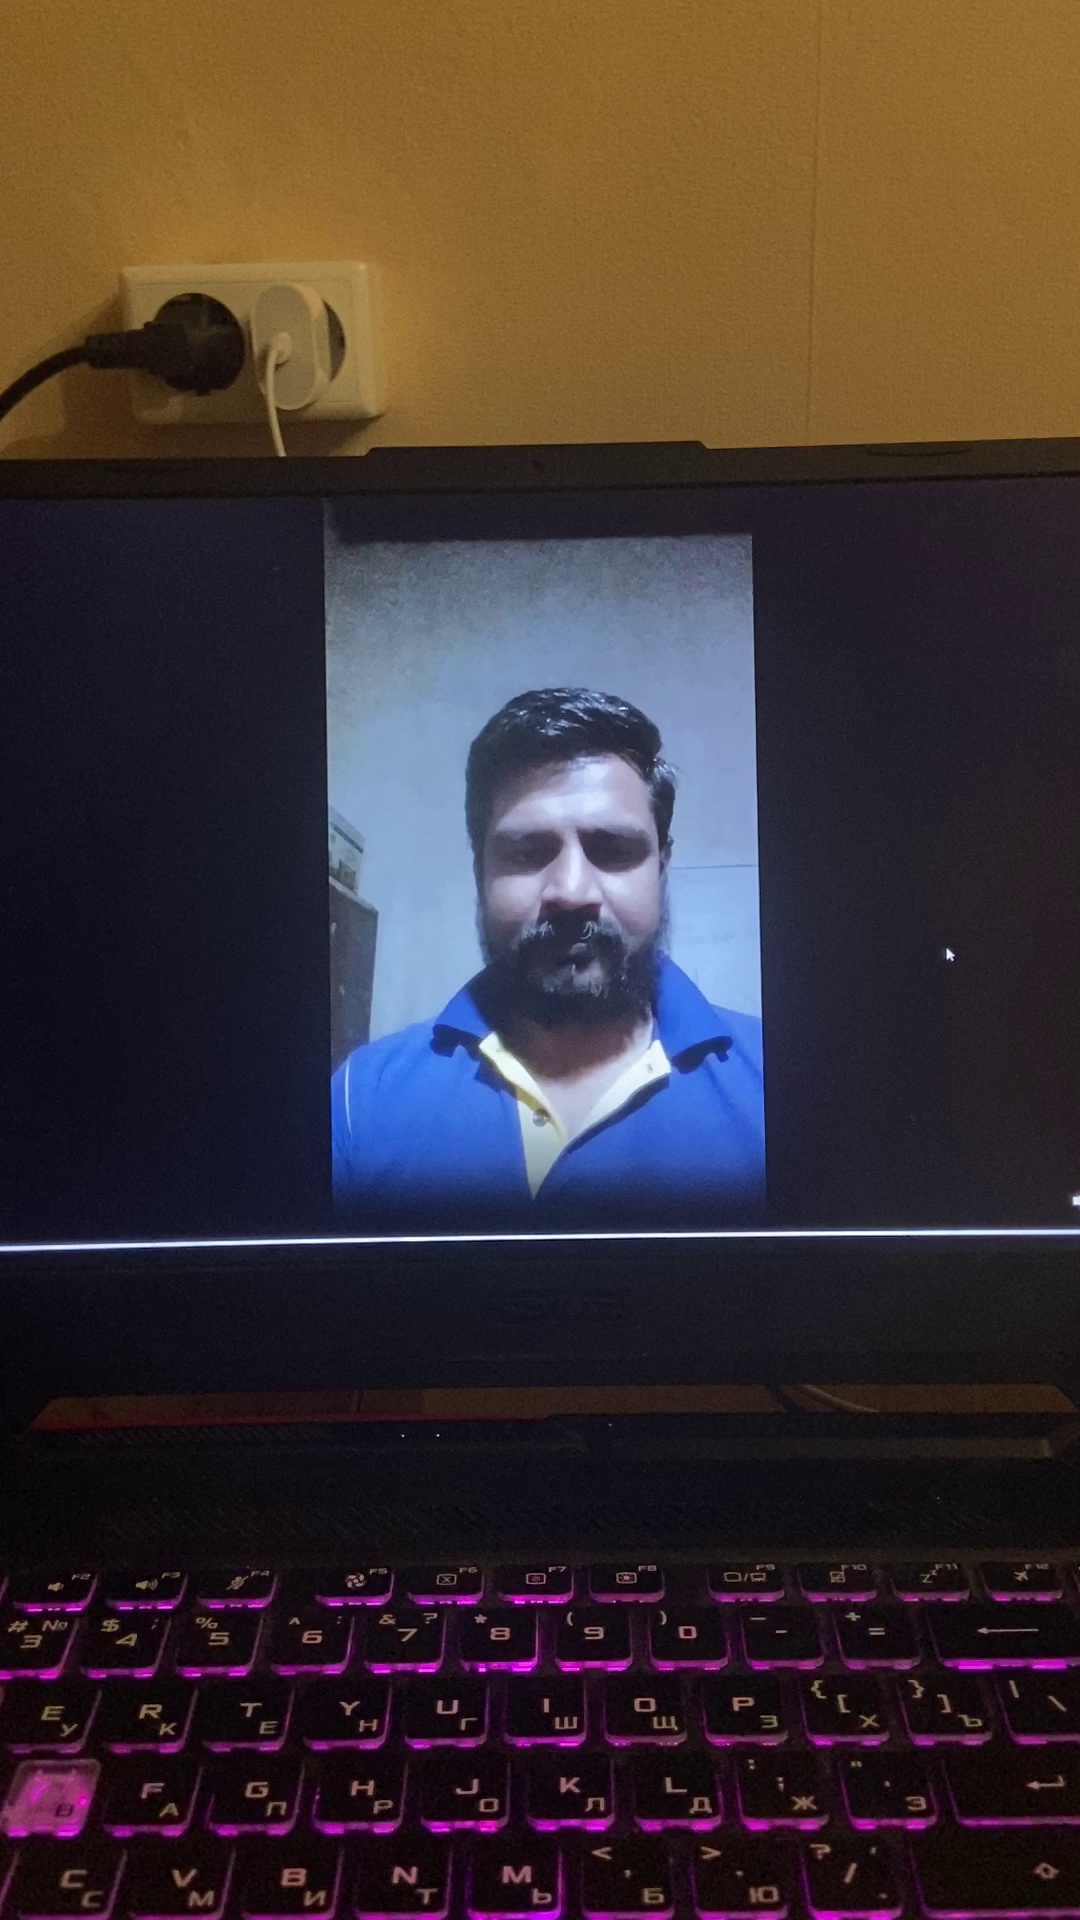 F2 F3 F4 F5 F6 F7 F8 F9 F10 F11 F12
# № 3 $ ; 4 % 5 ^ : 6 & ? 7 * 8 ( 9 ) 0 _ - + =
E У R К T Е Y Н U Г I Ш O Щ P З { [ Х } ] Ъ | \
В F А G П H Р J О K Л L Д : ; Ж " ' Э
C С V М B И N Т M Ь < , Б > . Ю ? / , .